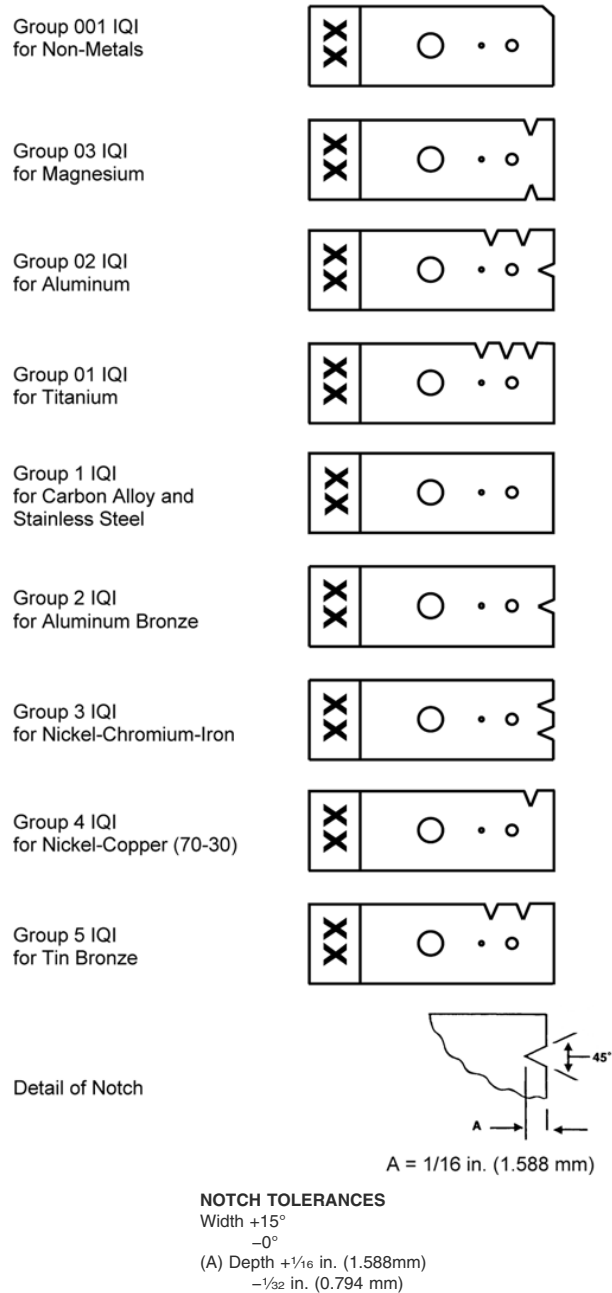 Group 001 IQI
for Non-Metals
XX
Group 03 IQI
for Magnesium
XX
Group 02 IQI
for Aluminum
XX
Group 01 IQI
for Titanium
XX
Group 1 IQI
for Carbon Alloy and
Stainless Steel
XX
Group 2 IQI
for Aluminum Bronze
XX
Group 3 IQI
for Nickel-Chromium-Iron
XX
Group 4 IQI
for Nickel-Copper (70-30)
XX
Group 5 IQI
for Tin Bronze
XX
Detail of Notch
45°
A
A = 1/16 in. (1.588 mm)
NOTCH TOLERANCES
Width +15°
−0°
(A) Depth +1⁄16 in. (1.588mm)
−1⁄32 in. (0.794 mm)